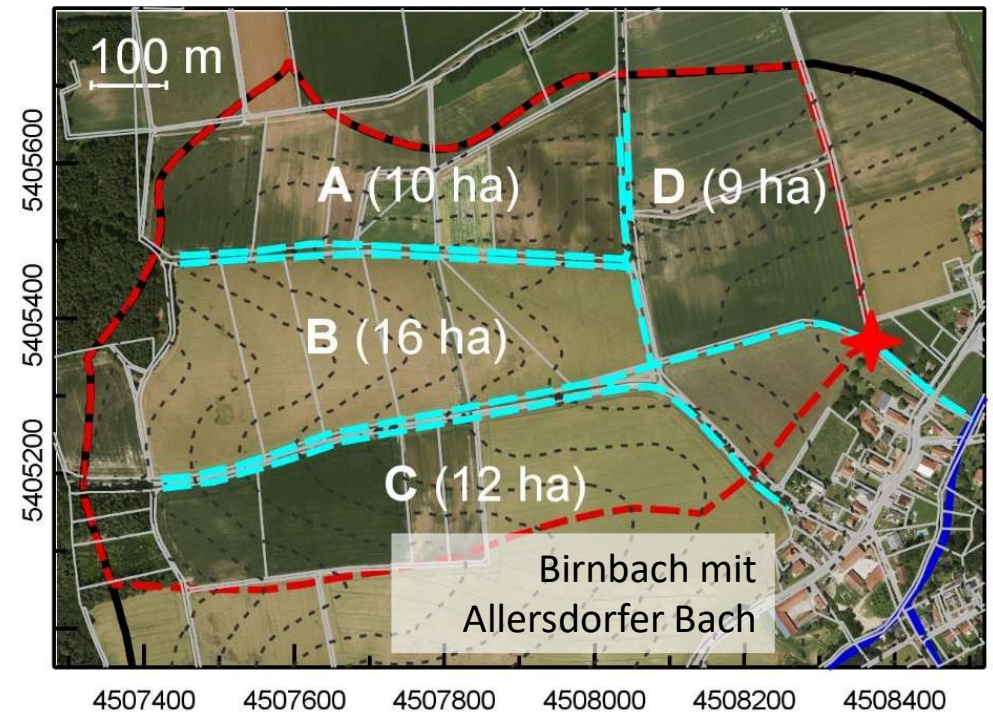 100 m
A (10 ha)
D (9 ha)
B (16 ha)
C (12 ha)
Birnbach mit
Allersdorfer Bach
5405600
5405400
5405200
4507400
4507600
4507800
4508000
4508200
4508400